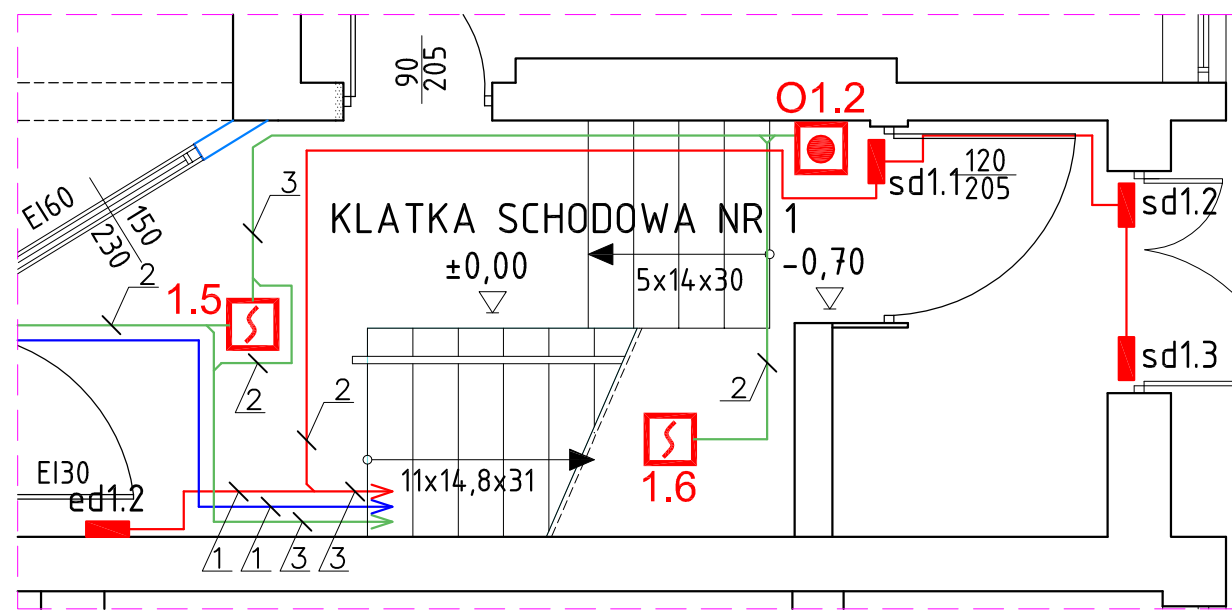 90
205
O1.2
3
sd1.1
120
205
EI60
150
230
sd1.2
KLATKA SCHODOWA NR 1
2
±0,00
-0,70
5x14x30
1.5
sd1.3
2
2
2
EI30
11x14,8x31
1.6
ed1.2
1
1
3
3